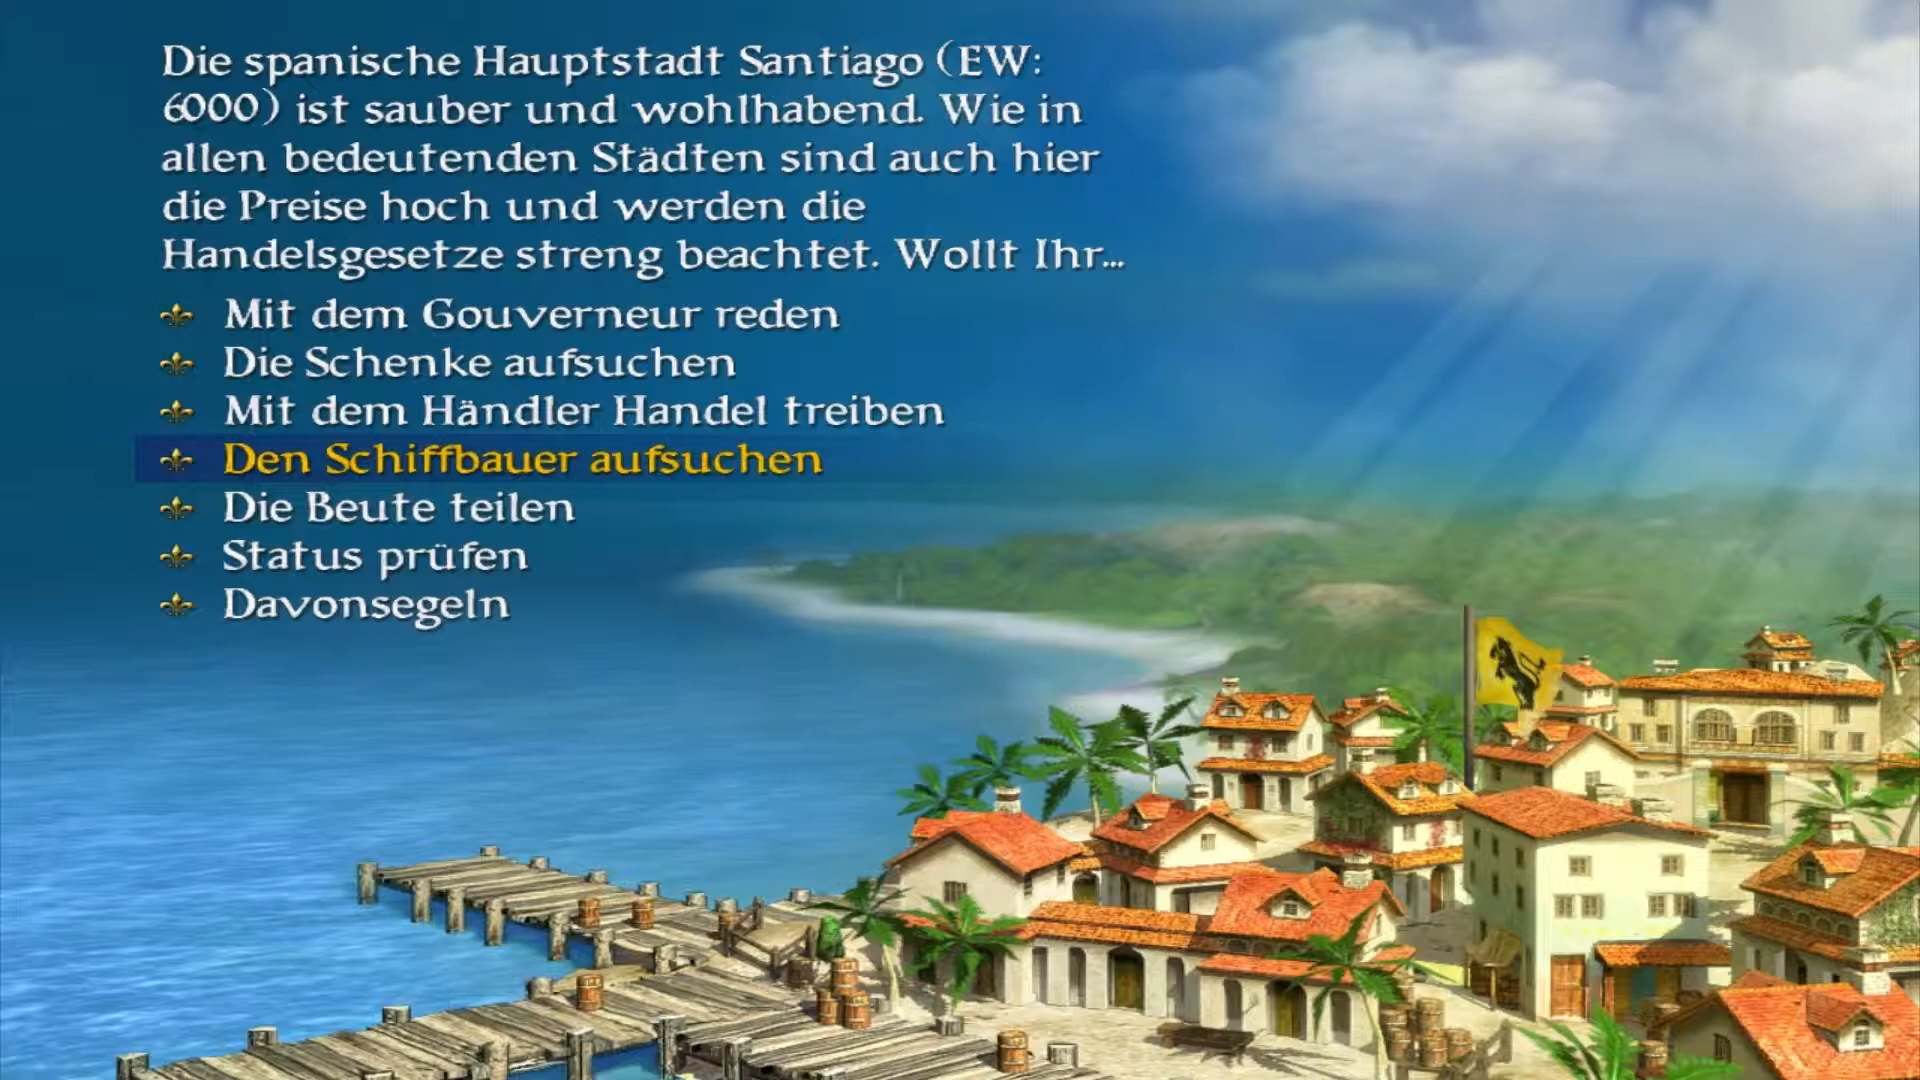 Die spanische Hauptstadt Santiago (EW:
6000) ist sauber und wohlhabend. Wie in
allen bedeutenden Städten sind auch hier
die Preise hoch und werden die
Handelsgesetze streng beachtet. Wollt Ihr...
Mit dem Gouverneur reden
Die Schenke aufsuchen
Mit dem Händler Handel treiben
Den Schiffbauer aufsuchen
Die Beute teilen
Status prüfen
Davonsegeln